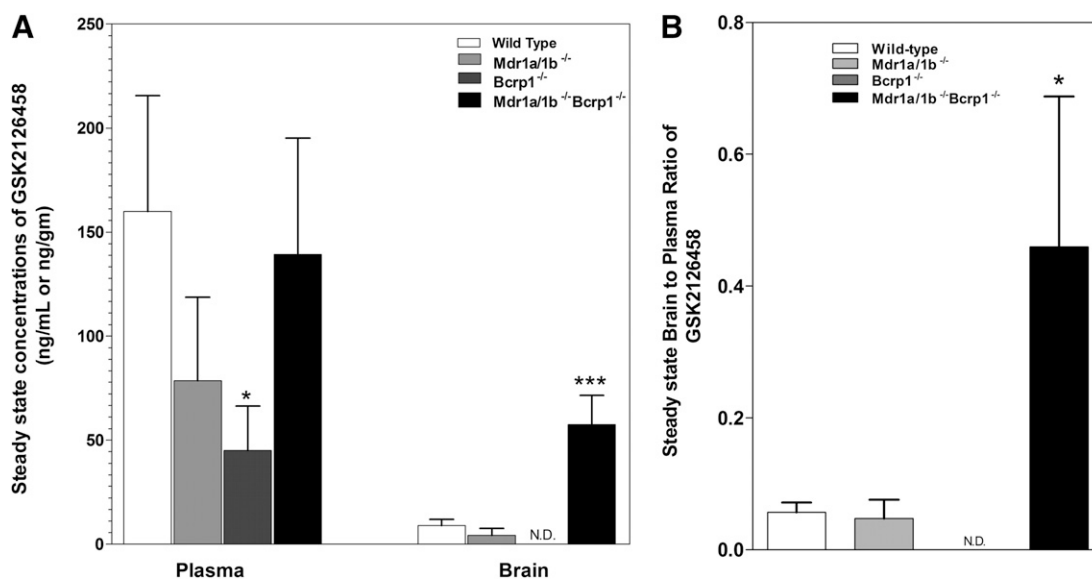 A
Steady state concentrations of GSK2126458
(ng/mL or ng/gm)
250
200
150
100
50
0
Wild Type
Mdr1a/1b -/-
Bcrp1-/-
Mdr1a/1b -/-Bcrp1-/-
*
***
N.D.
Plasma
Brain
B
Steady state Brain to Plasma Ratio of
GSK2126458
0.8
0.6
0.4
0.2
0.0
Wild-type
Mdr1a/1b -/-
Bcrp1-/-
Mdr1a/1b -/-Bcrp1-/-
*
N.D.